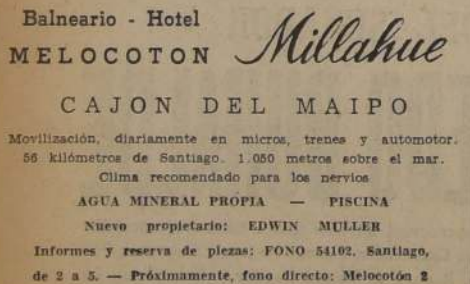 Balneario - Hotel
MELOCOTON Millahue
CAJON DEL MAIPO
Movilización, diariamente en micros, trenes y automotor.
56 kilómetros de Santiago. 1.050 metros sobre el mar.
Clima recomendado para los nervios
AGUA MINERAL PROPIA — PISCINA
Nuevo propietario: EDWIN MULLER
Informes y reserva de piezas: FONO 54102. Santiago,
de 2 a 5. — Próximamente, fono directo: Melocotón 2